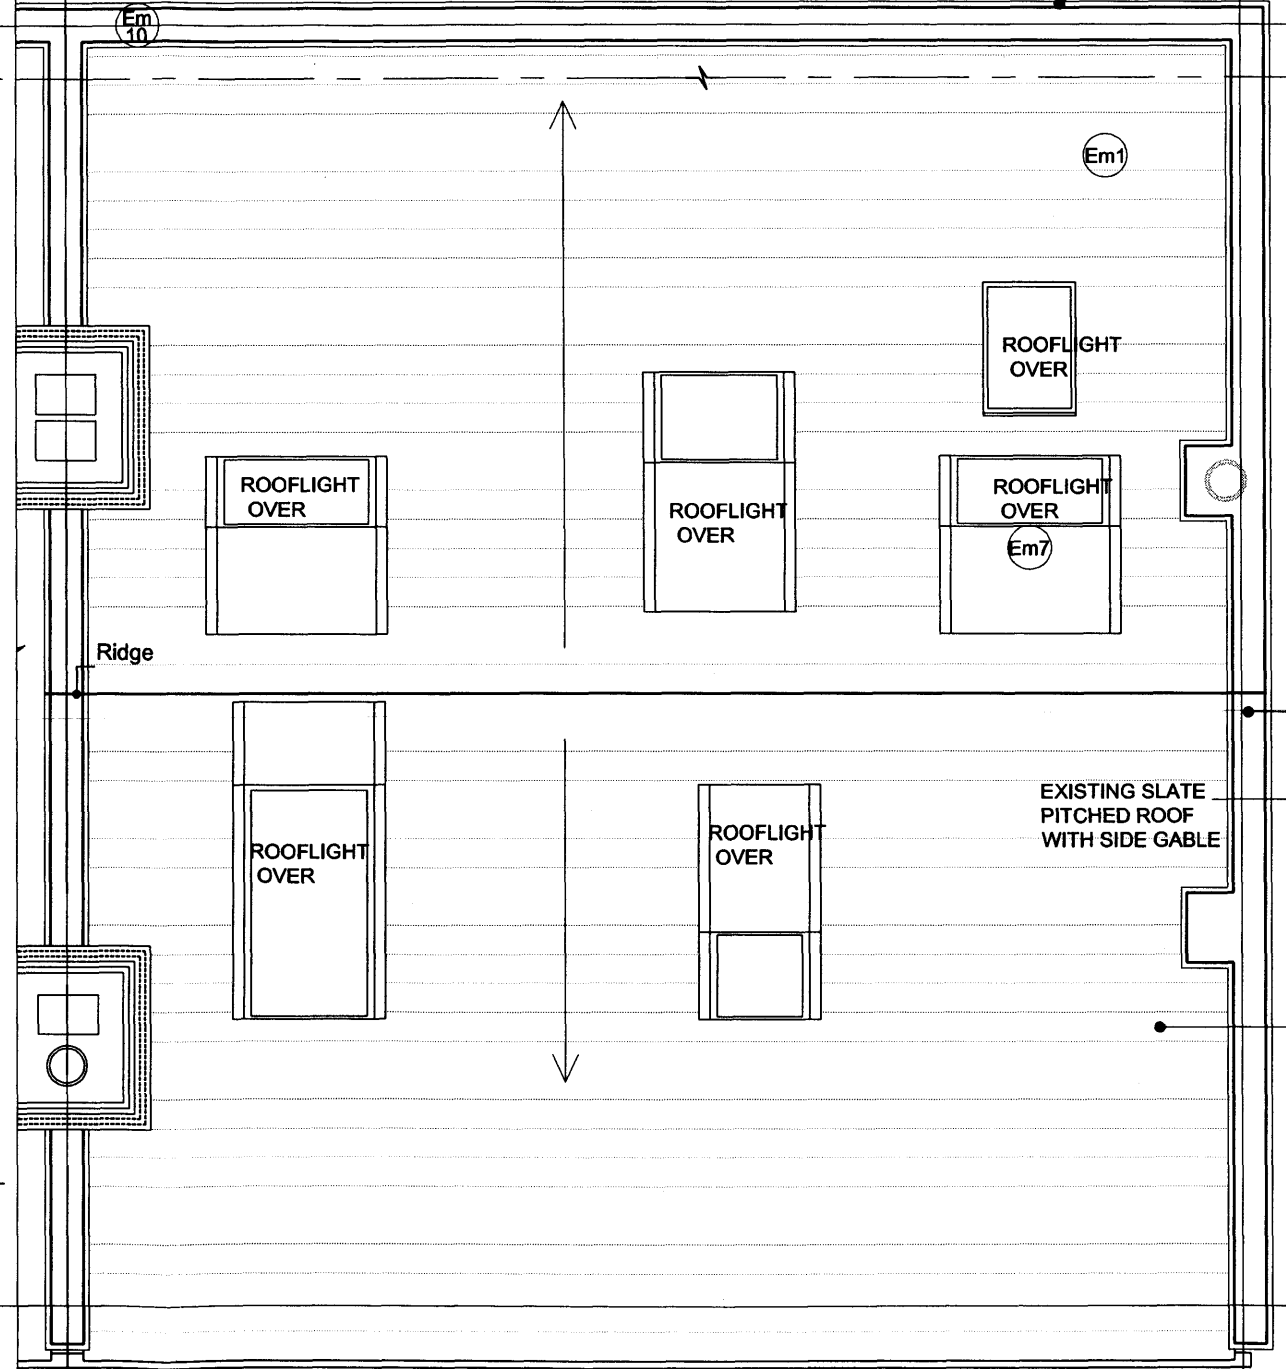 Em
10
Em1
ROOFLIGHT
OVER
ROOFLIGHT
OVER
ROOFLIGHT
OVER
ROOFLIGHT
OVER
Em7
Ridge
EXISTING SLATE
PITCHED ROOF
WITH SIDE GABLE
ROOFLIGHT
OVER
ROOFLIGHT
OVER